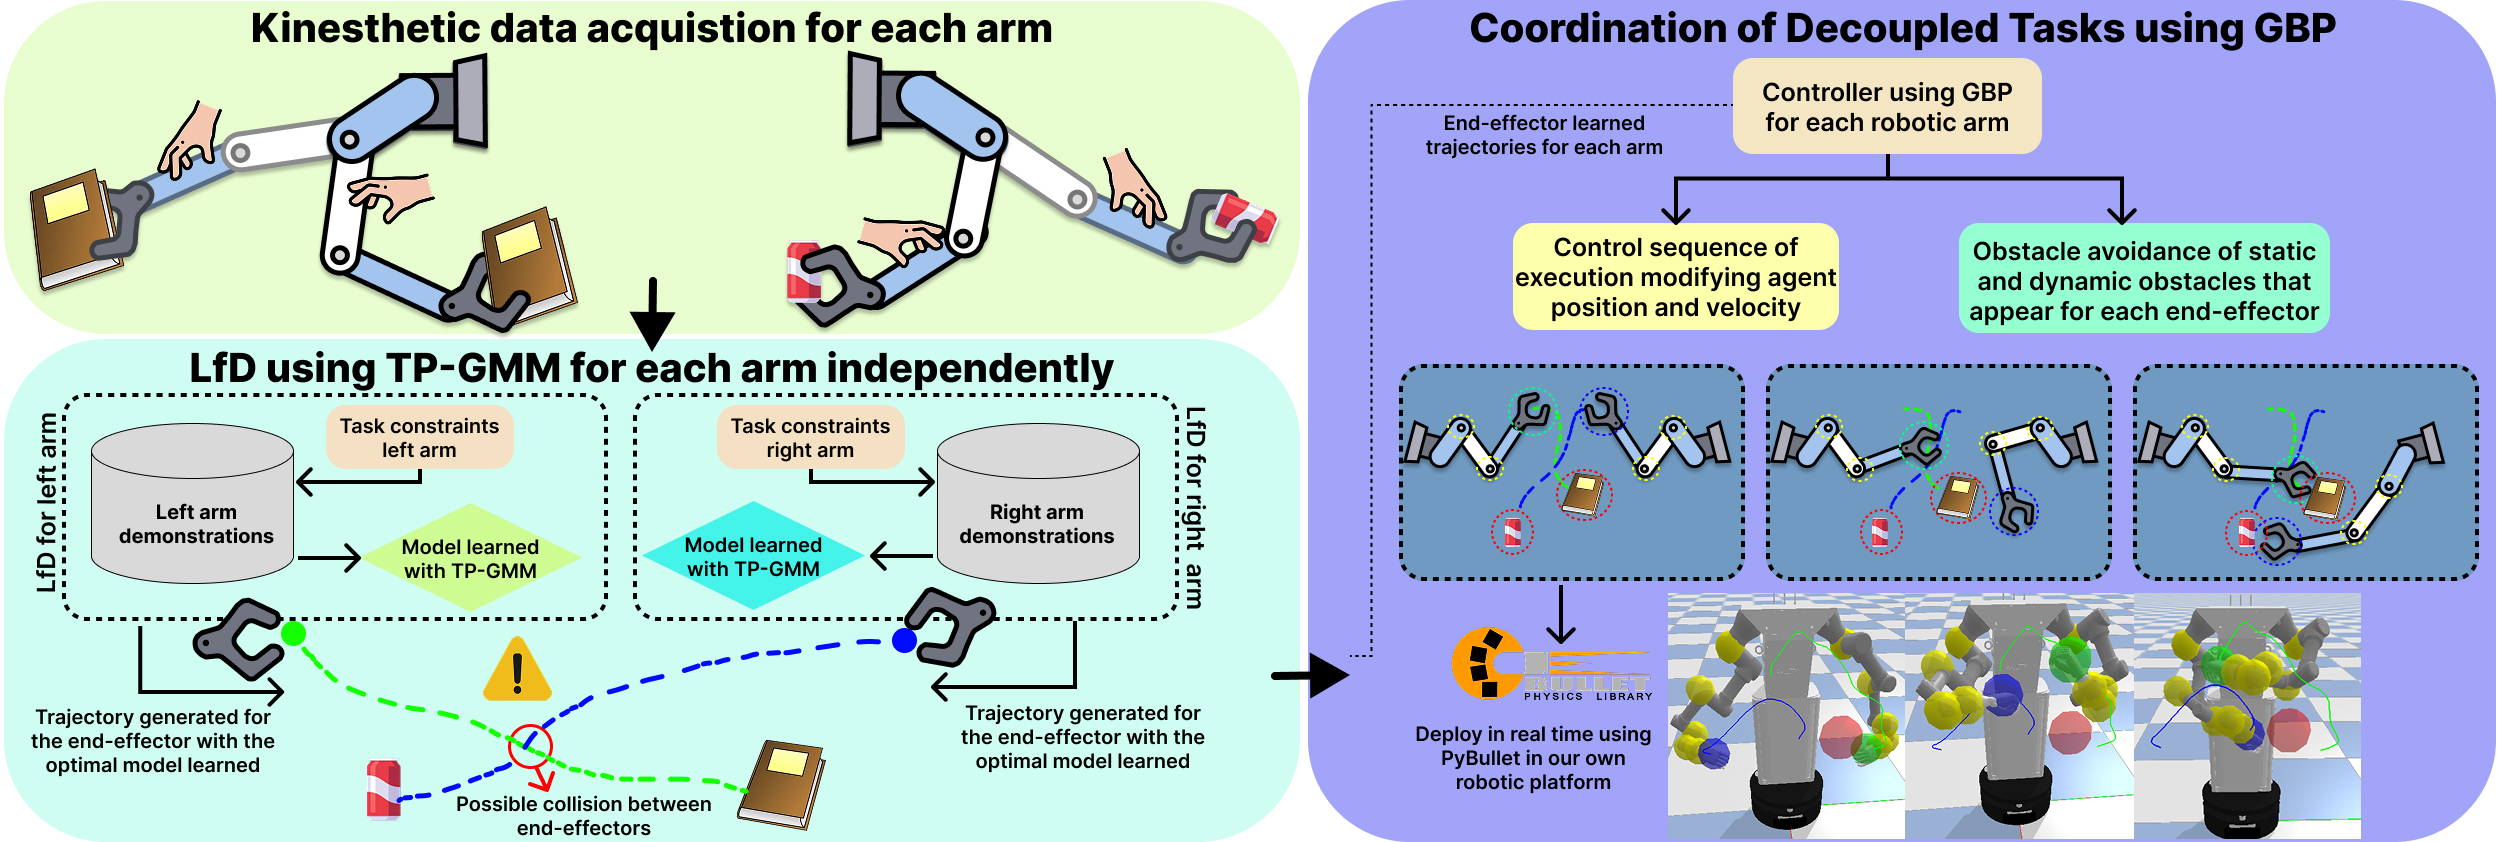 Kinesthetic data acquistion for each arm
LfD using TP-GMM for each arm independently
LfD for left arm
Task constraints
left arm
Left arm
demonstrations
Model learned
with TP-GMM
Task constraints
right arm
Right arm
demonstrations
Model learned
with TP-GMM
LfD for right arm
Trajectory generated for
the end-effector with the
optimal model learned
Possible collision between
end-effectors
Trajectory generated for
the end-effector with the
optimal model learned
Coordination of Decoupled Tasks using GBP
Controller using GBP
for each robotic arm
End-effector learned
trajectories for each arm
Control sequence of
execution modifying agent
position and velocity
Obstacle avoidance of static
and dynamic obstacles that
appear for each end-effector
BULLET
PHYSICS LIBRARY
Deploy in real time using
PyBullet in our own
robotic platform